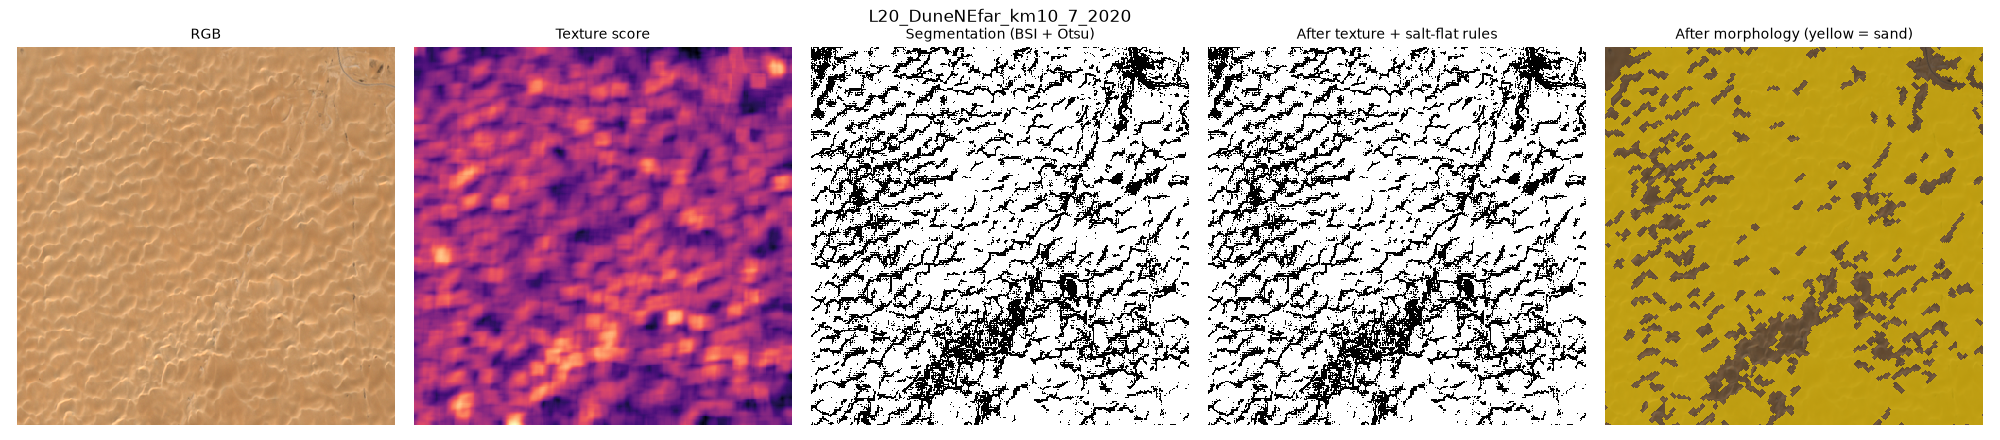 L20_DuneNEfar_km10_7_2020
RGB
Texture score
Segmentation (BSI + Otsu)
After texture + salt-flat rules
After morphology (yellow = sand)